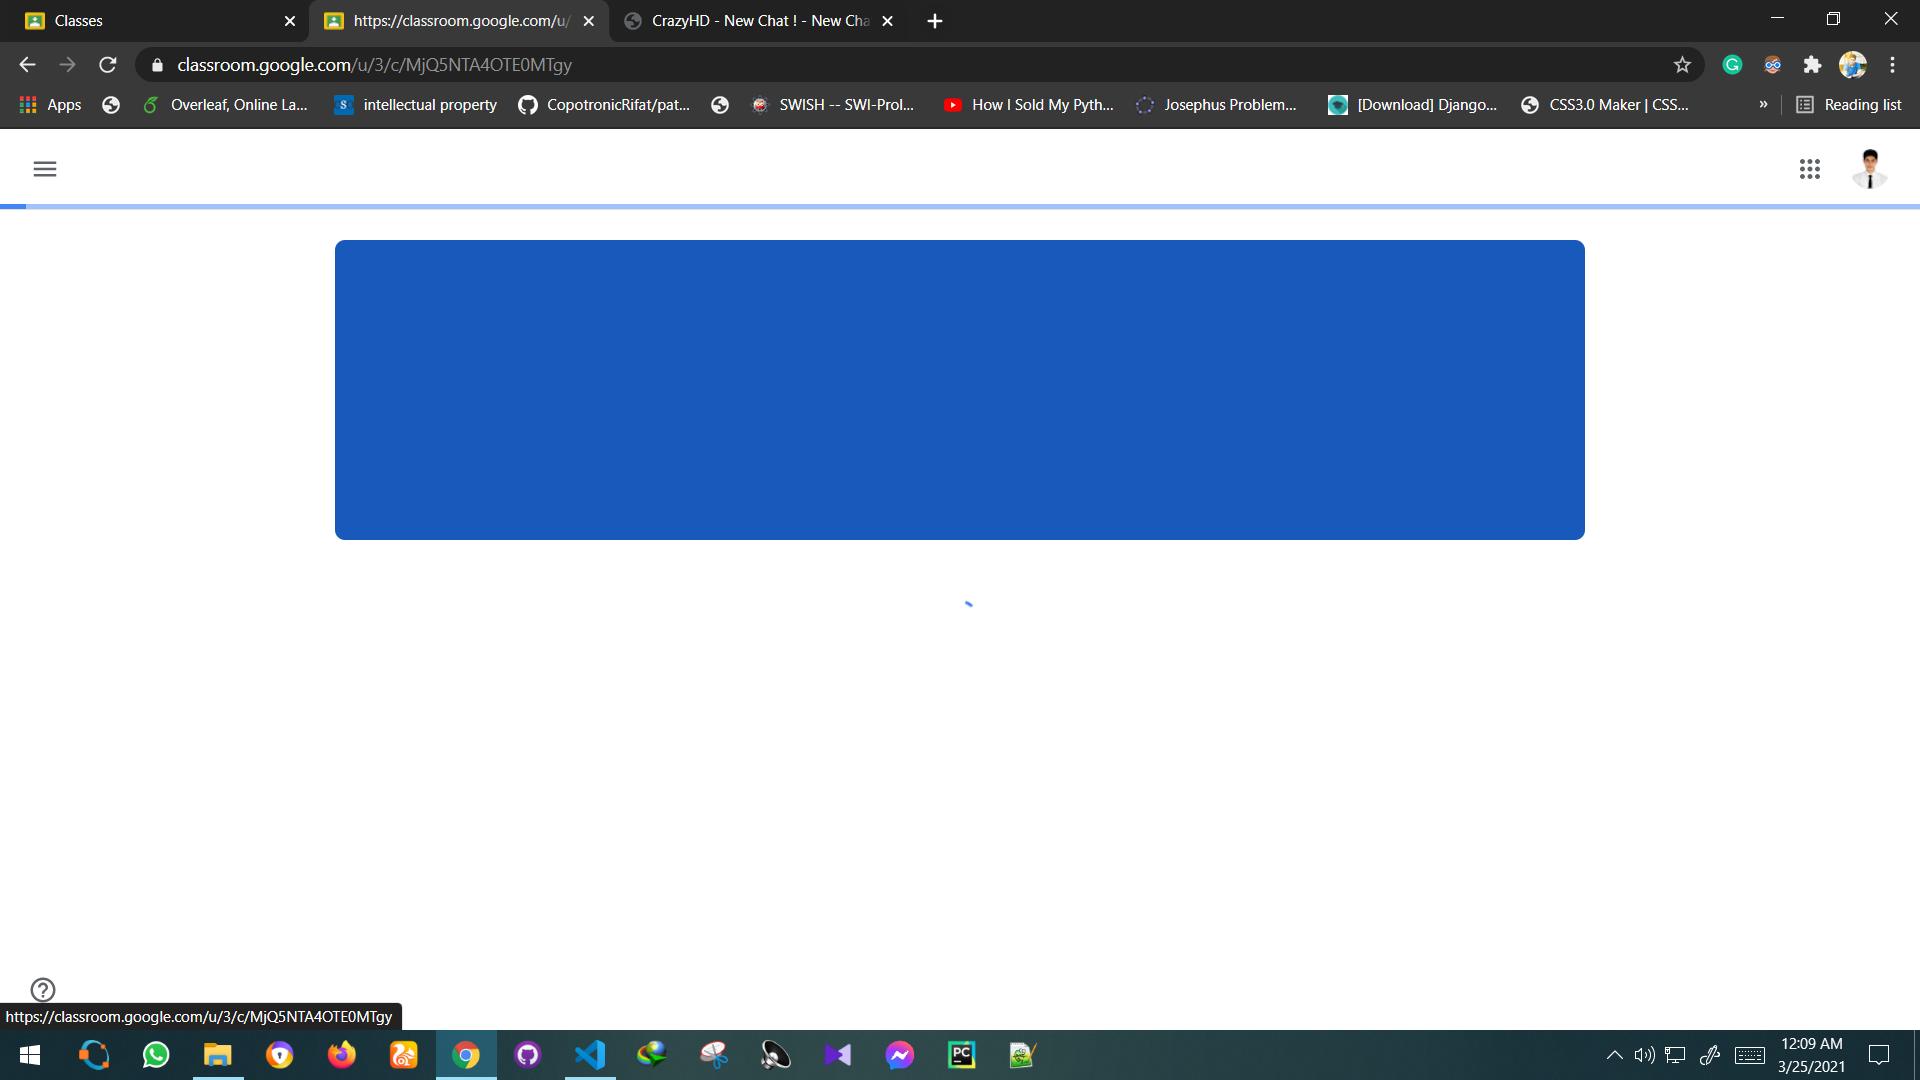 Classes
https://classroom.google.com/u/
CrazyHD - New Chat ! - New Cha
classroom.google.com/u/3/c/MjQ5NTA4OTE0MTgy
Apps
Overleaf, Online La...
intellectual property
CopotronicRifat/pat...
SWISH -- SWI-Prol...
How I Sold My Pyth...
Josephus Problem...
[Download] Django...
CSS3.0 Maker | CSS...
»
Reading list
https://classroom.google.com/u/3/c/MjQ5NTA4OTE0MTgy
12:09 AM
3/25/2021